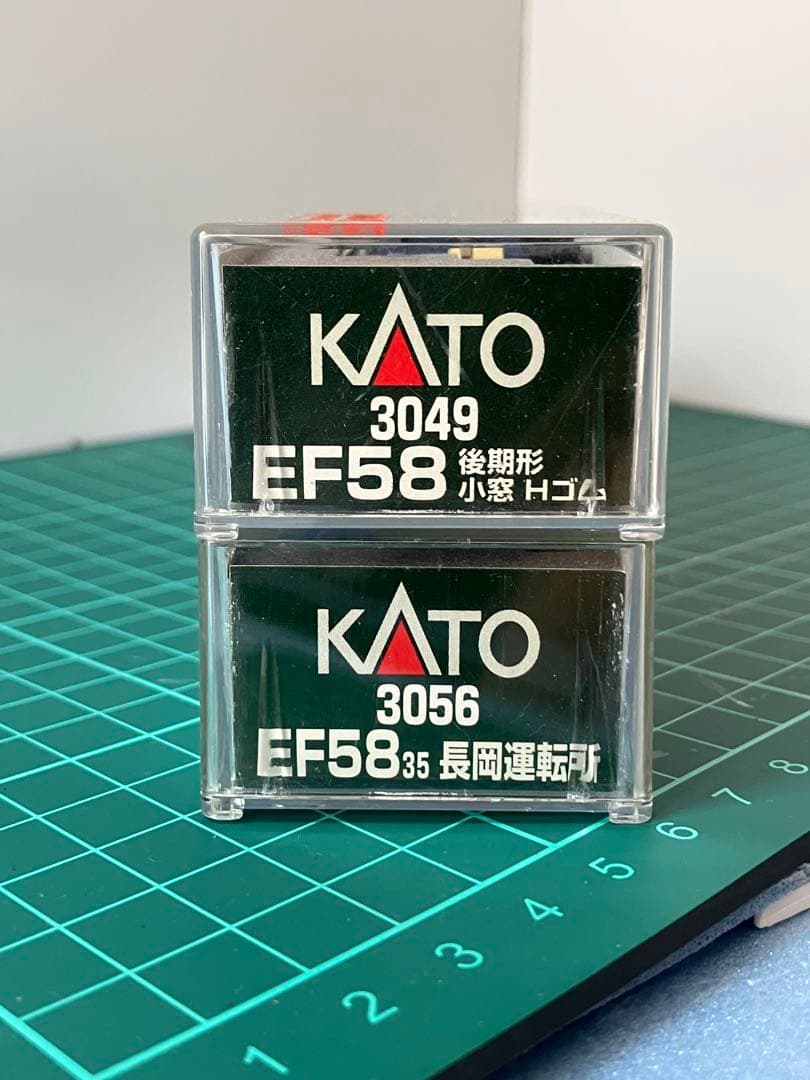 KATO
3049
EF58 後期形
小窓 Hゴム
KATO
3056
EF58 35 長岡運転所
1 2 3 4 5 6 7 8